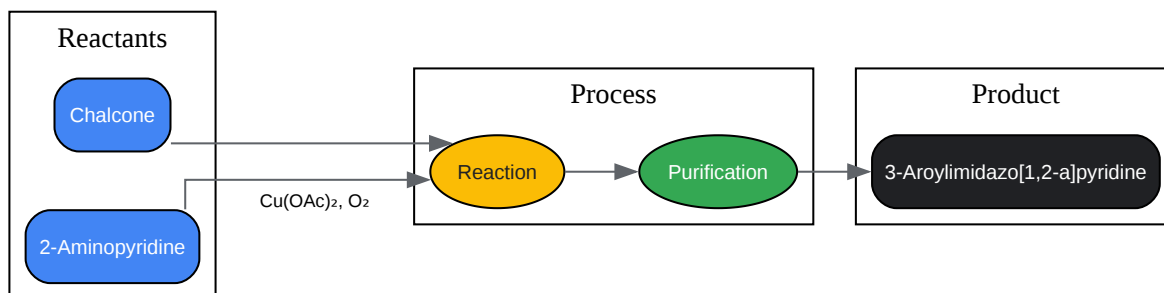 Reactants
Chalcone
2-Aminopyridine
Cu(OAc)₂, O₂
Process
Reaction
Purification
Product
3-Aroylimidazo[1,2-a]pyridine